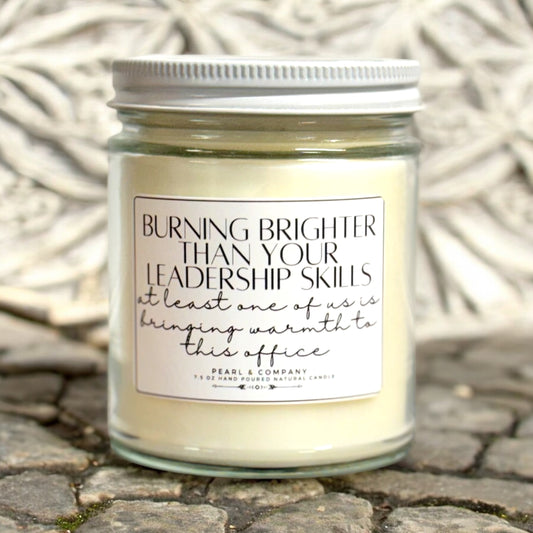 BURNING BRIGHTER
THAN YOUR
LEADERSHIP SKILLS
at least one of us is
bringing warmth to
this office
PEARL & COMPANY
7.5 OZ HAND POURED NATURAL CANDLE